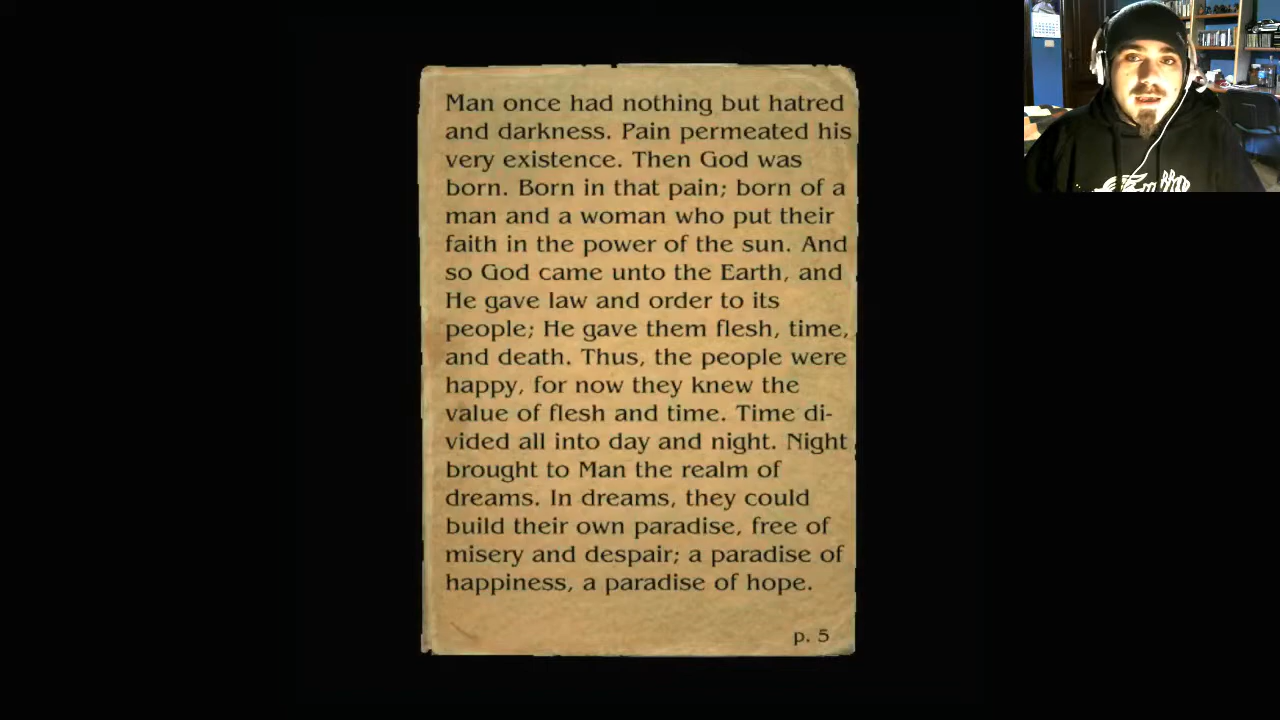 Man once had nothing but hatred
and darkness. Pain permeated his
very existence. Then God was
born. Born in that pain; born of a
man and a woman who put their
faith in the power of the sun. And
so God came unto the Earth, and
He gave law and order to its
people; He gave them flesh, time,
and death. Thus, the people were
happy, for now they knew the
value of flesh and time. Time di-
vided all into day and night. Night
brought to Man the realm of
dreams. In dreams, they could
build their own paradise, free of
misery and despair; a paradise of
happiness, a paradise of hope.
p. 5